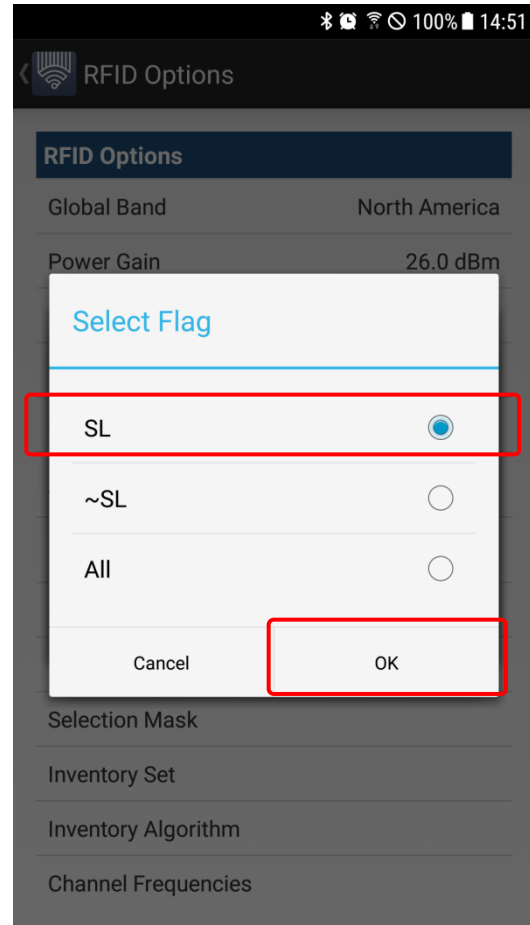 100% 14:51
RFID Options
RFID Options
Global Band North America
Power Gain 26.0 dBm
Select Flag
SL
~SL
All
Cancel OK
Selection Mask
Inventory Set
Inventory Algorithm
Channel Frequencies